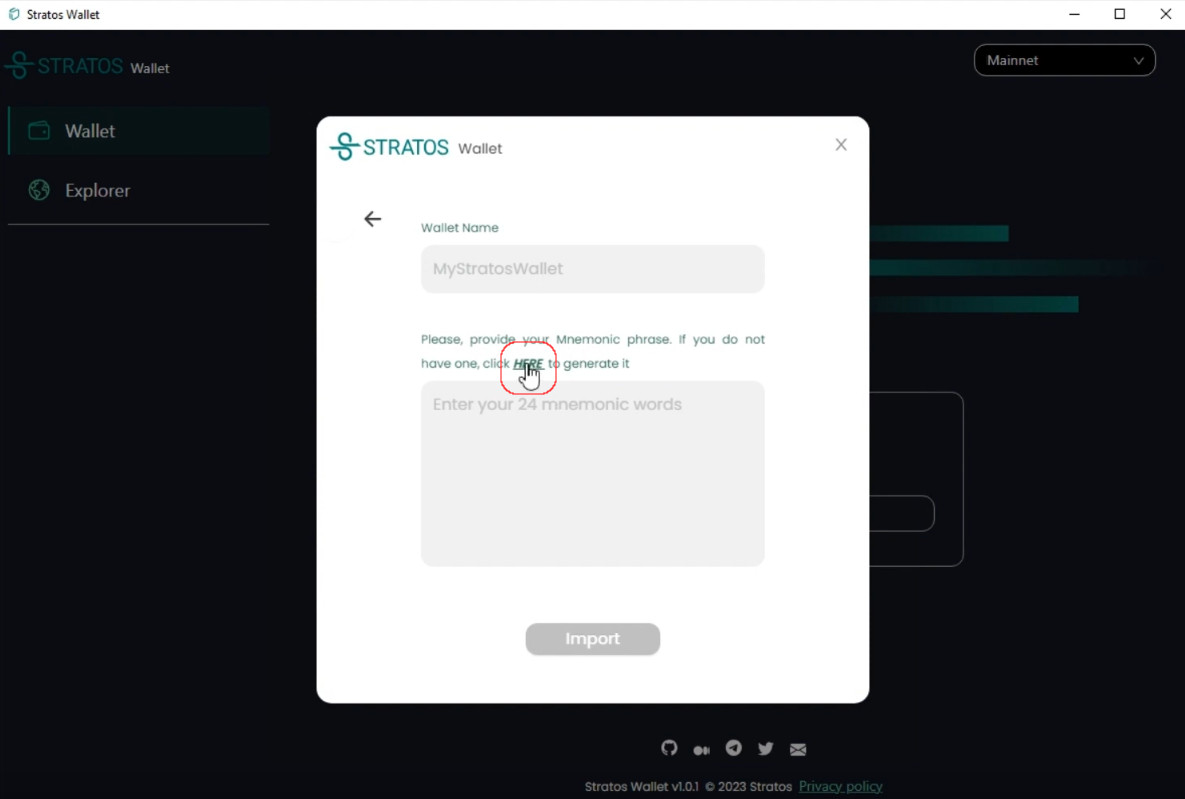 Stratos Wallet
STRATOS Wallet
Mainnet
Wallet
Explorer
STRATOS Wallet
Wallet Name
MyStratosWallet
Please, provide your Mnemonic phrase. If you do not
have one, click HERE to generate it
Enter your 24 mnemonic words
Import
Stratos Wallet v1.0.1 © 2023 Stratos Privacy policy